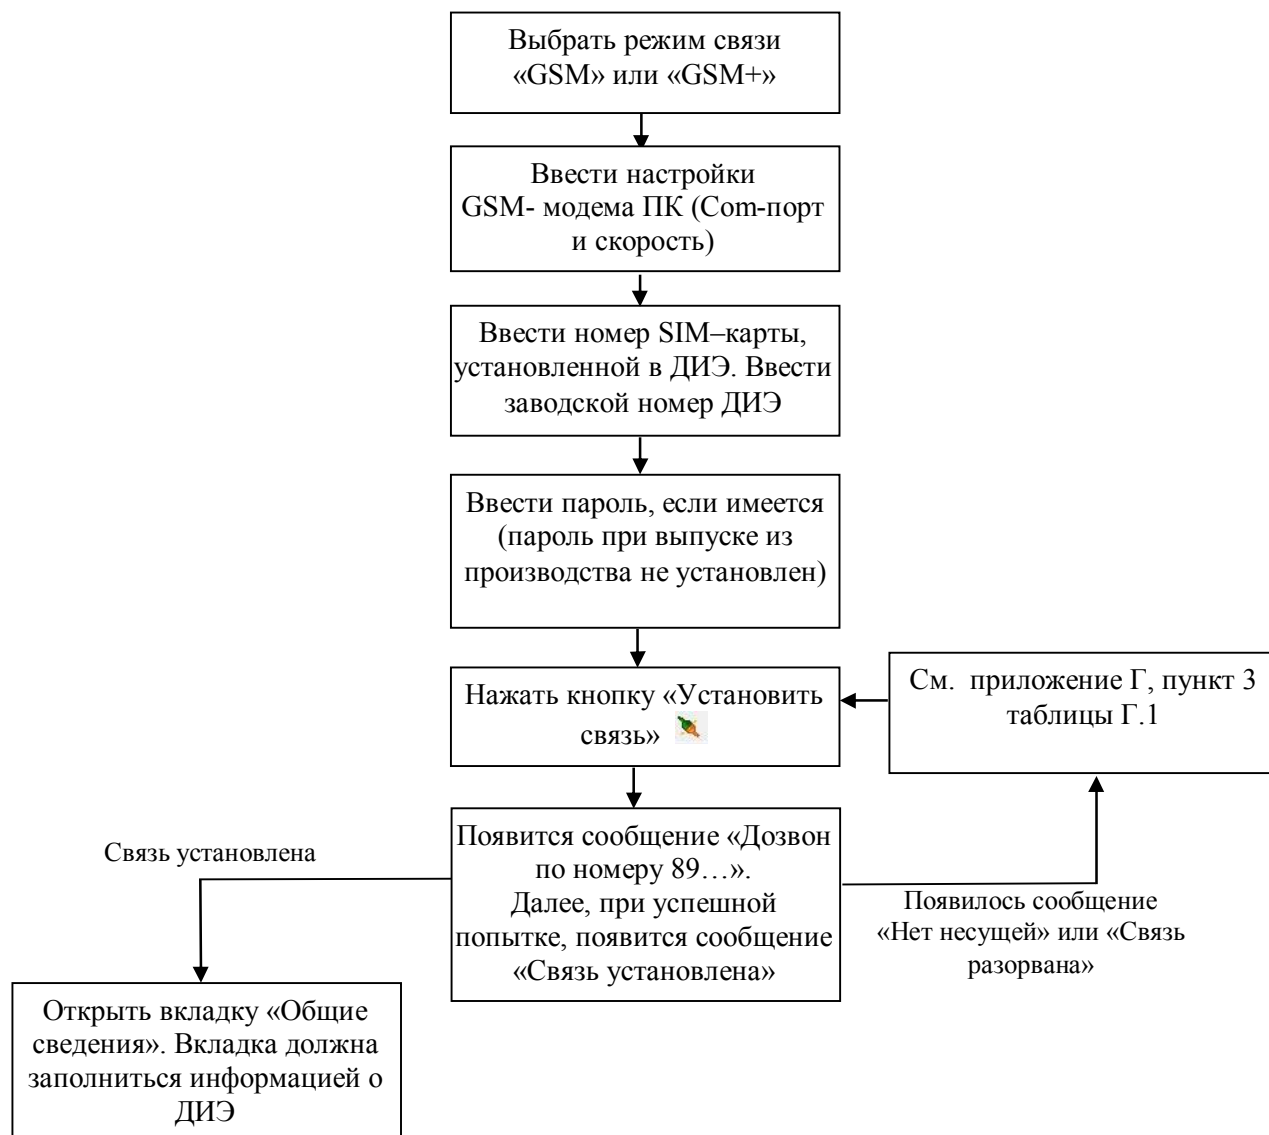 Выбрать режим связи
«GSM» или «GSM+»
Ввести настройки
GSM- модема ПК (Com-порт
и скорость)
Ввести номер SIM–карты,
установленной в ДИЭ. Ввести
заводской номер ДИЭ
Ввести пароль, если имеется
(пароль при выпуске из
производства не установлен)
Нажать кнопку «Установить
связь»
См. приложение Г, пункт 3
таблицы Г.1
Появится сообщение «Дозвон
по номеру 89…».
Далее, при успешной
попытке, появится сообщение
«Связь установлена»
Связь установлена
Появилось сообщение
«Нет несущей» или «Связь
разорвана»
Открыть вкладку «Общие
сведения». Вкладка должна
заполниться информацией о
ДИЭ